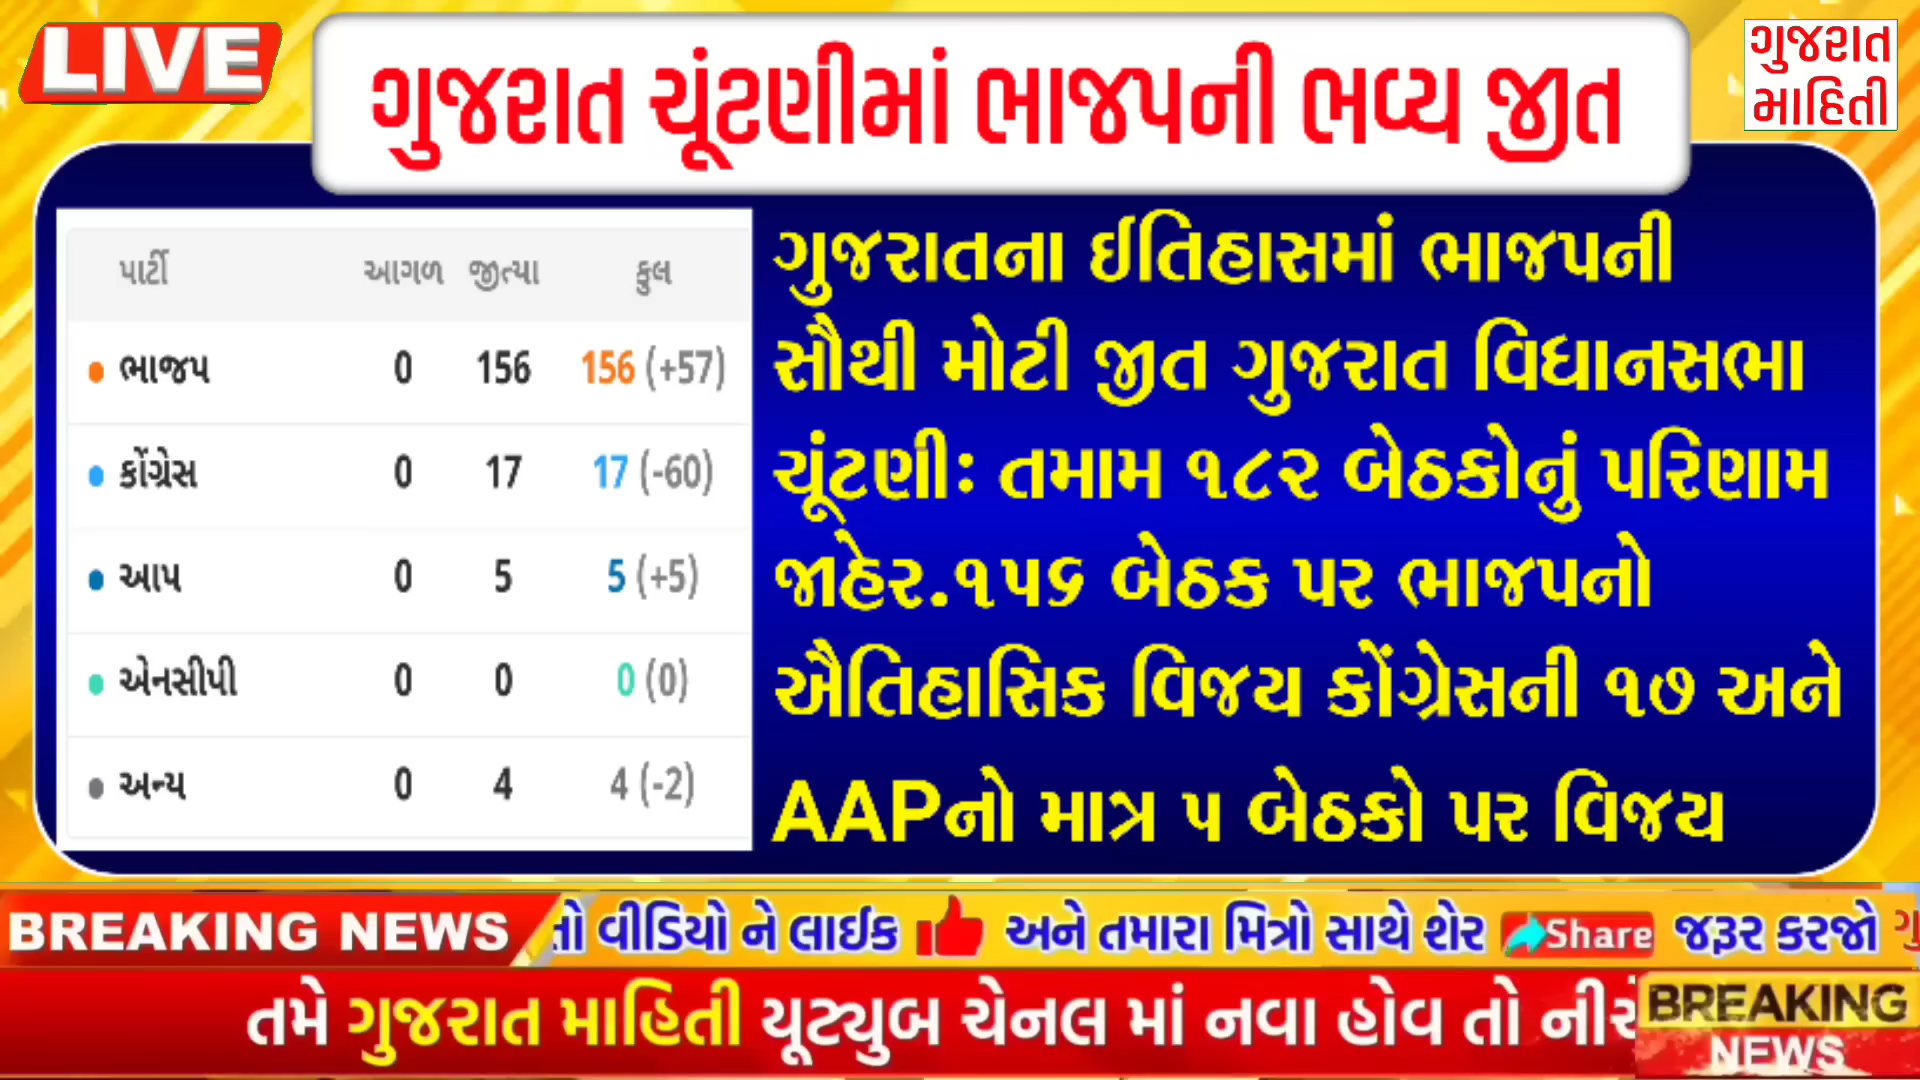 LIVE
ગુજરાત ચૂંટણીમાં ભાજપની ભવ્ય જીત
ગુજરાત
માહિતી
પાર્ટી આગળ જીત્યા કુલ
ભાજપ 0 156 156 (+57)
કોંગ્રેસ 0 17 17 (-60)
આપ 0 5 5 (+5)
એનસીપી 0 0 0 (0)
અન્ય 0 4 4 (-2)
ગુજરાતના ઈતિહાસમાં ભાજપની
સૌથી મોટી જીત ગુજરાત વિધાનસભા
ચૂંટણીઃ તમામ ૧૮૨ બેઠકોનું પરિણામ
જાહેર.૧૫૬ બેઠક પર ભાજપનો
ઐતિહાસિક વિજય કોંગ્રેસની ૧૭ અને
AAPનો માત્ર ૫ બેઠકો પર વિજય
BREAKING NEWS તો વીડિયો ને લાઈક અને તમારા મિત્રો સાથે શેર Share જરૂર કરજો
તમે ગુજરાત માહિતી યૂટ્યુબ ચેનલ માં નવા હોવ તો
BREAKING
NEWS